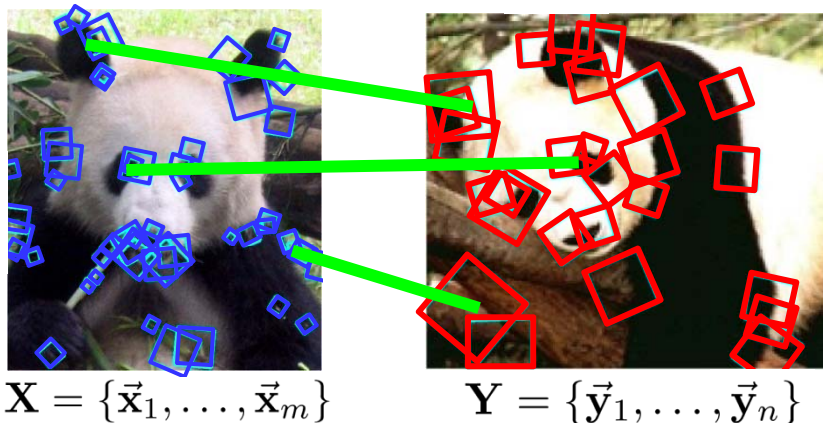 X = {x⃗₁, . . . , x⃗ₘ}
Y = {y⃗₁, . . . , y⃗ₙ}